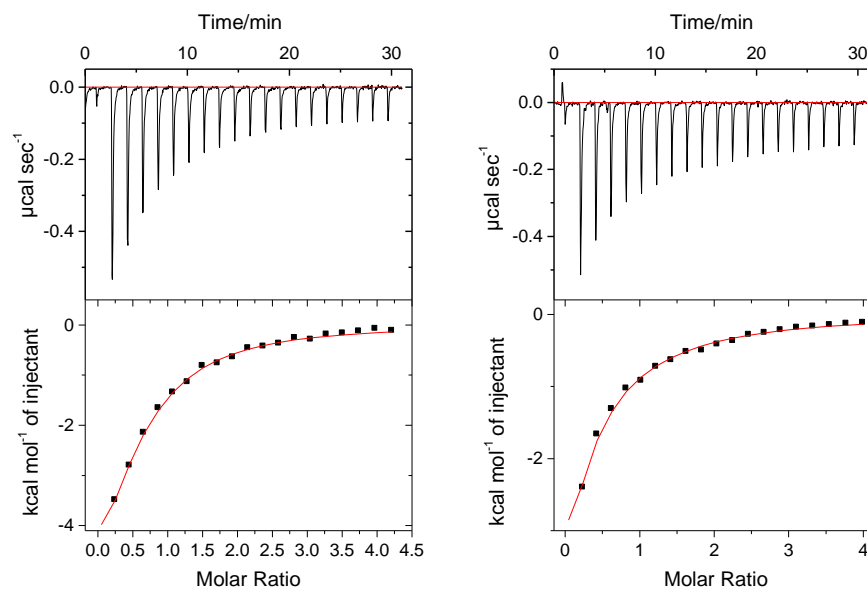 Time/min
0 10 20 30
0.0
-0.2
-0.4
µcal sec-1
0
-2
-4
kcal mol-1 of injectant
0.0 0.5 1.0 1.5 2.0 2.5 3.0 3.5 4.0 4.5
Molar Ratio
Time/min
0 10 20 30
0.0
-0.2
-0.4
µcal sec-1
0
-2
kcal mol-1 of injectant
0 1 2 3 4
Molar Ratio